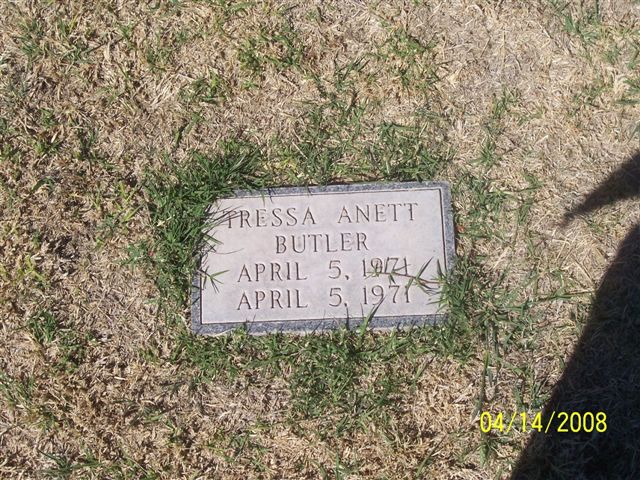 TRESSA ANETT
BUTLER
APRIL 5, 1971
APRIL 5, 1971
04/14/2008